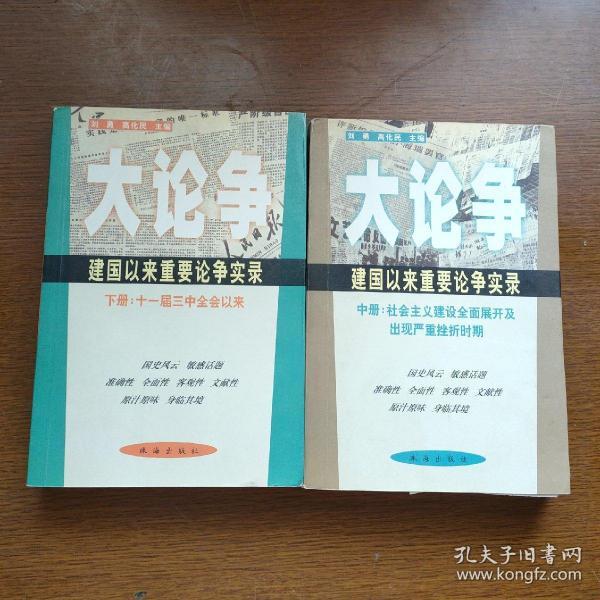 刘勇 高化民 主编
大论争
人民日报
建国以来重要论争实录
下册:十一届三中全会以来
国史风云 敏感话题
准确性 全面性 客观性 文献性
原汁原味 身临其境
珠海出版社
刘勇 高化民 主编
大论争
建国以来重要论争实录
中册:社会主义建设全面展开及
出现严重挫折时期
国史风云 敏感话题
准确性 全面性 客观性 文献性
原汁原味 身临其境
珠海出版社
孔夫子旧书网
www.kongfz.com